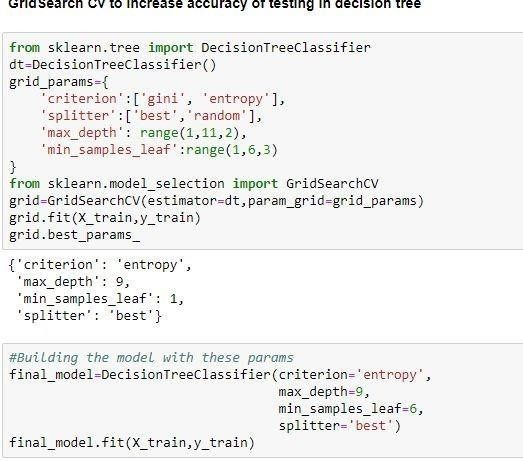 GridSearch CV to increase accuracy of testing in decision tree
from sklearn.tree import DecisionTreeClassifier
dt=DecisionTreeClassifier()
grid_params={
    'criterion':['gini', 'entropy'],
    'splitter':['best','random'],
    'max_depth': range(1,11,2),
    'min_samples_leaf':range(1,6,3)
}
from sklearn.model_selection import GridSearchCV
grid=GridSearchCV(estimator=dt,param_grid=grid_params)
grid.fit(X_train,y_train)
grid.best_params_
{'criterion': 'entropy',
 'max_depth': 9,
 'min_samples_leaf': 1,
 'splitter': 'best'}
#Building the model with these params
final_model=DecisionTreeClassifier(criterion='entropy',
                                   max_depth=9,
                                   min_samples_leaf=6,
                                   splitter='best')
final_model.fit(X_train,y_train)